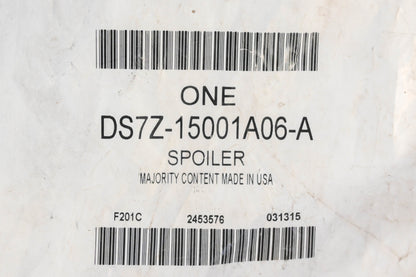 ONE
DS7Z-15001A06-A
SPOILER
MAJORITY CONTENT MADE IN USA
F201C 2453576 031315